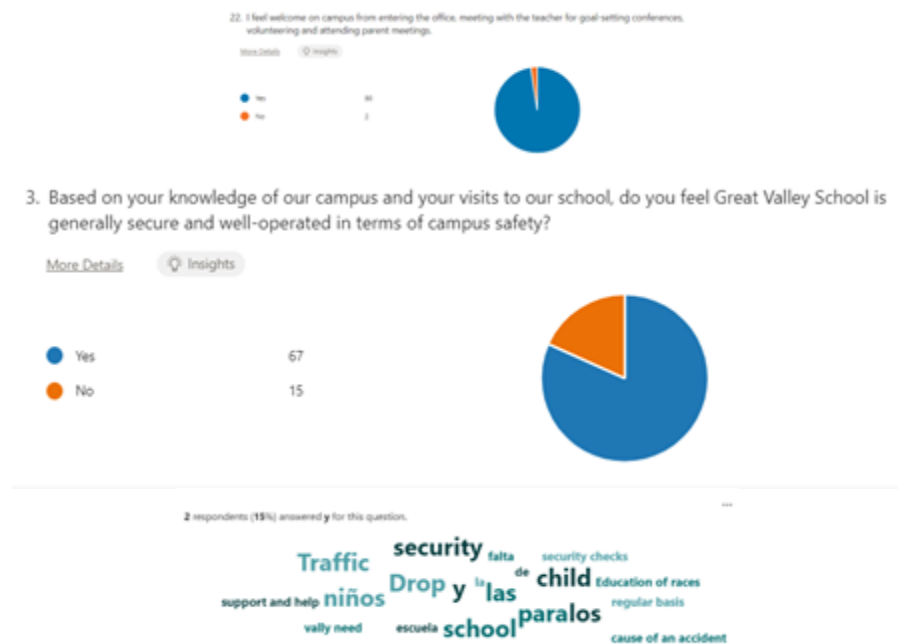 22. I feel welcome on campus from entering the office, meeting with the teacher for goal-setting conferences,
volunteering and attending parent meetings.
More Details Insights
Yes 80
No 2
3. Based on your knowledge of our campus and your visits to our school, do you feel Great Valley School is
generally secure and well-operated in terms of campus safety?
More Details Insights
Yes 67
No 15
...
2 respondents (15%) answered y for this question.
security falta security checks
Traffic
de child Education of races
Drop y la las
support and help niños regular basis
paralos
vally need escuela school
cause of an accident